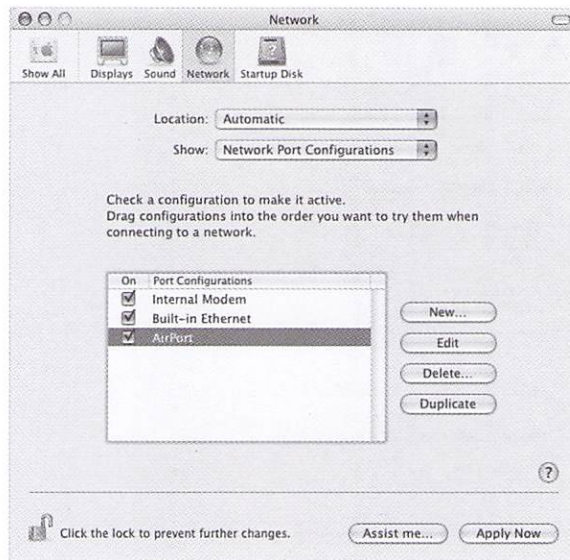 Network
Show All Displays Sound Network Startup Disk
Location: Automatic
Show: Network Port Configurations
Check a configuration to make it active.
Drag configurations into the order you want to try them when
connecting to a network.
On Port Configurations
Internal Modem
Built-in Ethernet
AirPort
New...
Edit
Delete...
Duplicate
?
Click the lock to prevent further changes.
Assist me... Apply Now